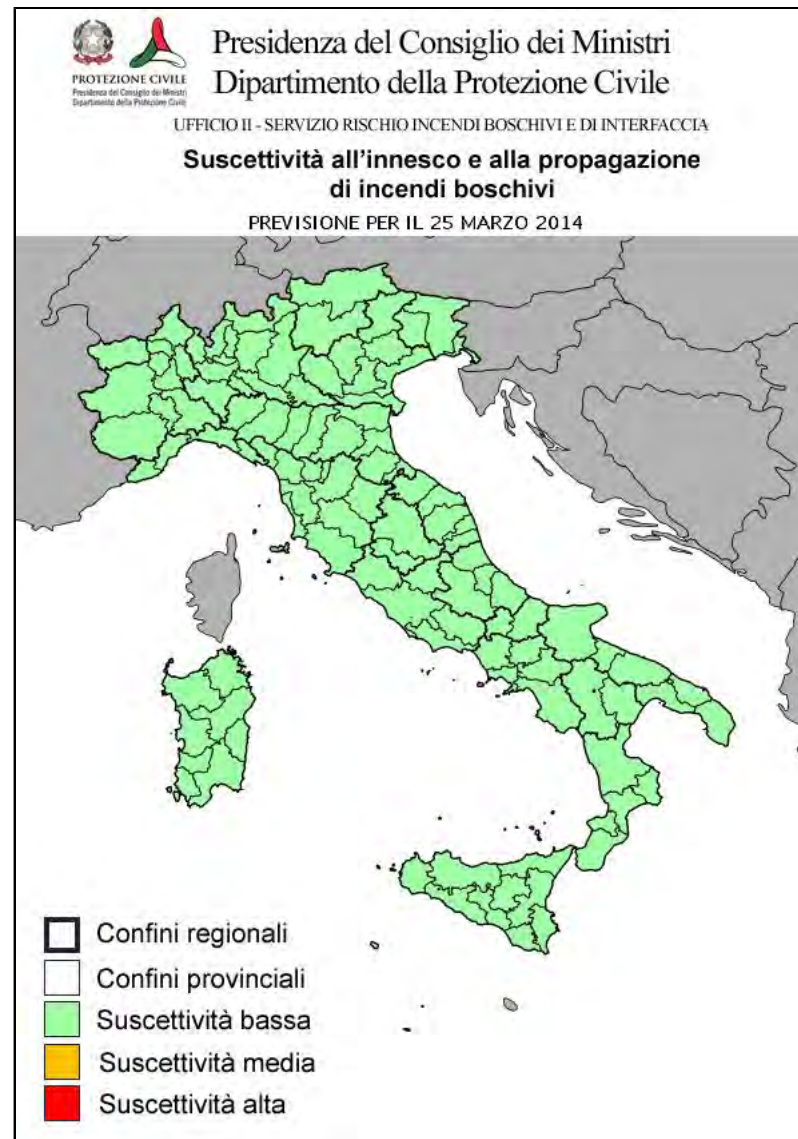 Presidenza del Consiglio dei Ministri
Dipartimento della Protezione Civile
PROTEZIONE CIVILE
Presidenza del Consiglio dei Ministri
Dipartimento della Protezione Civile
UFFICIO II - SERVIZIO RISCHIO INCENDI BOSCHIVI E DI INTERFACCIA
Suscettività all'innesco e alla propagazione
di incendi boschivi
PREVISIONE PER IL 25 MARZO 2014
Confini regionali
Confini provinciali
Suscettività bassa
Suscettività media
Suscettività alta